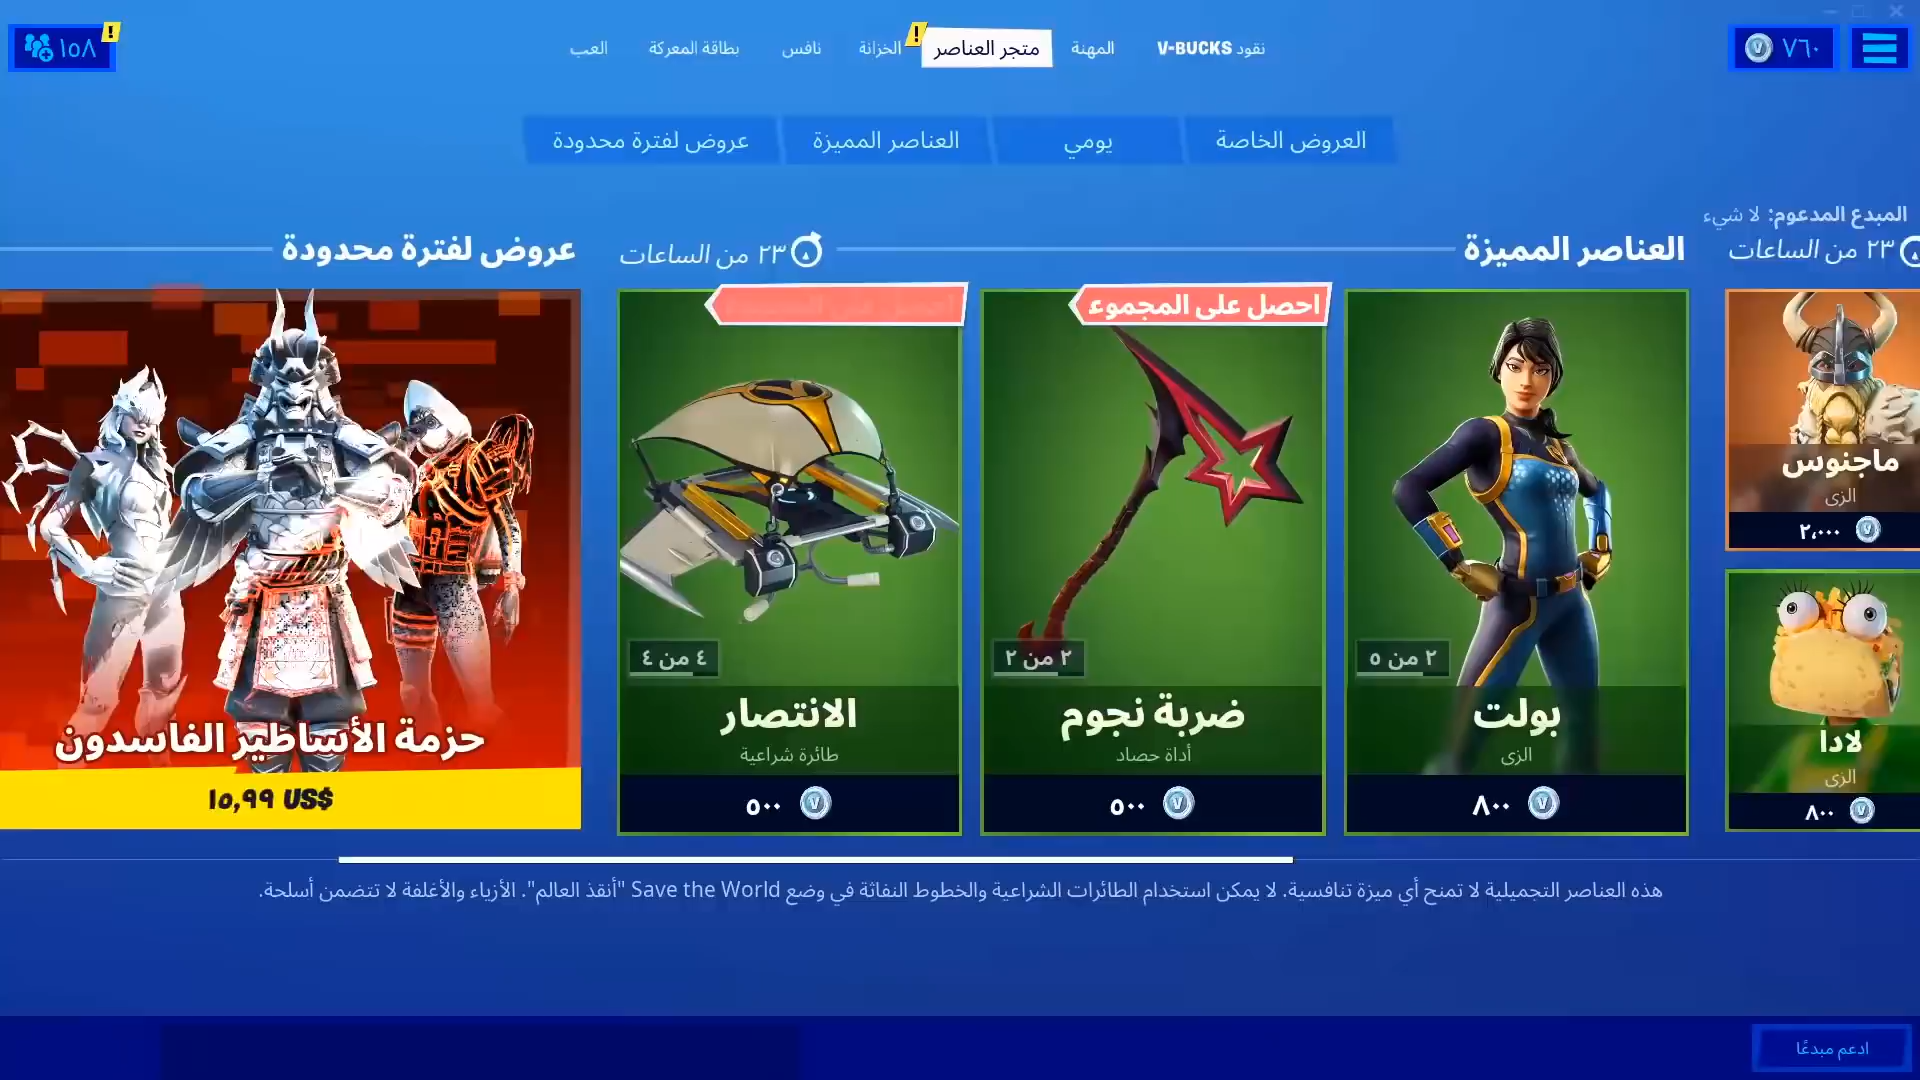 ١٥٨
!
نقود V-BUCKS
المهنة
متجر العناصر
!
الخزانة
نافس
بطاقة المعركة
العب
٧٦٠
العروض الخاصة
يومي
العناصر المميزة
عروض لفترة محدودة
المبدع المدعوم: لا شيء
٢٣ من الساعات
العناصر المميزة
٢٣ من الساعات
عروض لفترة محدودة
ماجنوس
الزى
٢،٠٠٠
لادا
الزى
٨٠٠
٢ من ٥
بولت
الزى
٨٠٠
احصل على المجموع
٢ من ٢
ضربة نجوم
أداة حصاد
٥٠٠
٤ من ٤
الانتصار
طائرة شراعية
٥٠٠
حزمة الأساطير الفاسدون
١٥,٩٩ US$
هذه العناصر التجميلية لا تمنح أي ميزة تنافسية. لا يمكن استخدام الطائرات الشراعية والخطوط النفاثة في وضع Save the World "أنقذ العالم". الأزياء والأغلفة لا تتضمن أسلحة.
ادعم مبدعًا